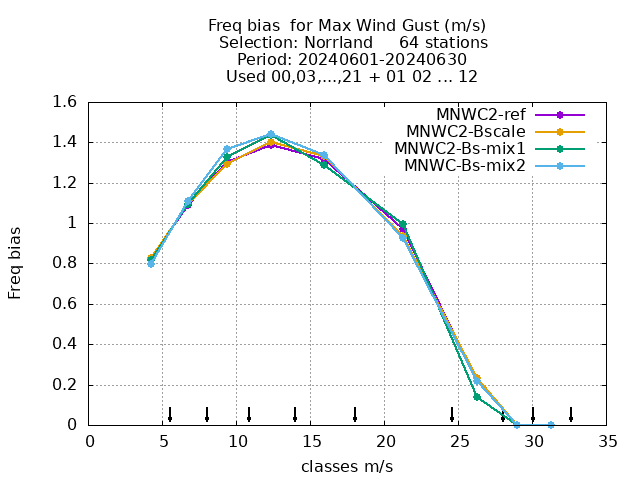 Freq bias  for Max Wind Gust (m/s)
Selection: Norrland     64 stations
Period: 20240601-20240630
Used 00,03,...,21 + 01 02 ... 12
MNWC2-ref
MNWC2-Bscale
MNWC2-Bs-mix1
MNWC-Bs-mix2
Freq bias
1.6
1.4
1.2
1
0.8
0.6
0.4
0.2
0
0 5 10 15 20 25 30 35
classes m/s